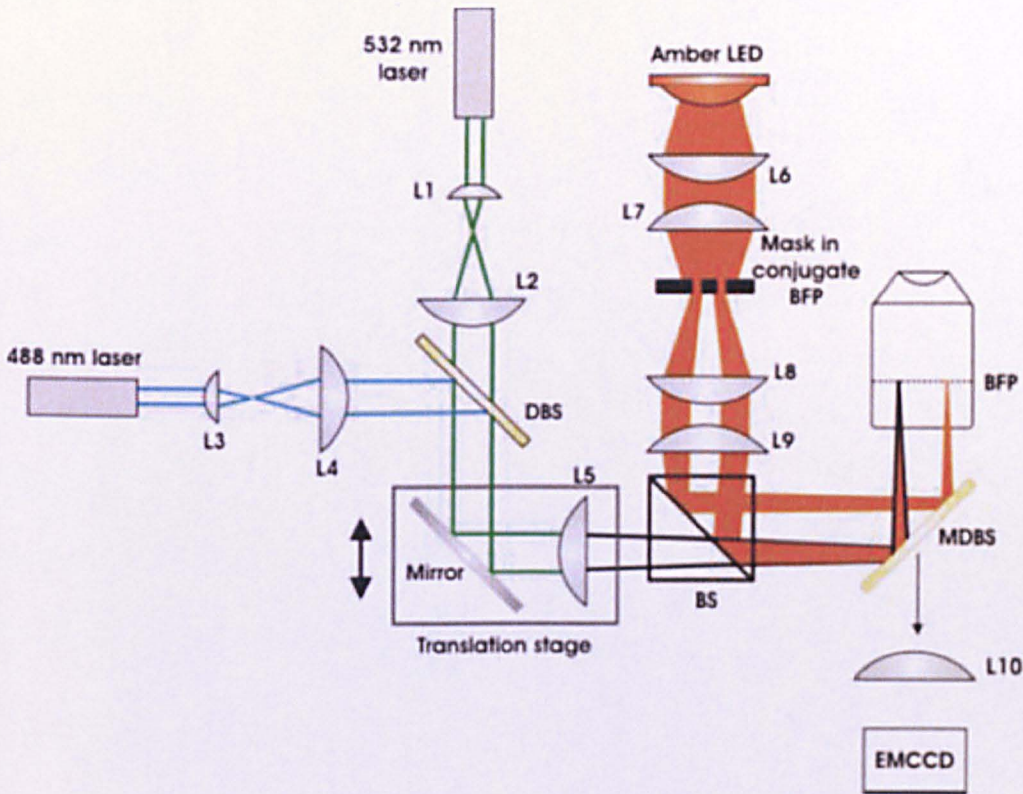 532 nm
laser
Amber LED
L1
L6
L7
Mask in
conjugate
BFP
L2
488 nm laser
DBS
L3
L4
L8
BFP
L9
L5
Mirror
BS
MDBS
Translation stage
L10
EMCCD